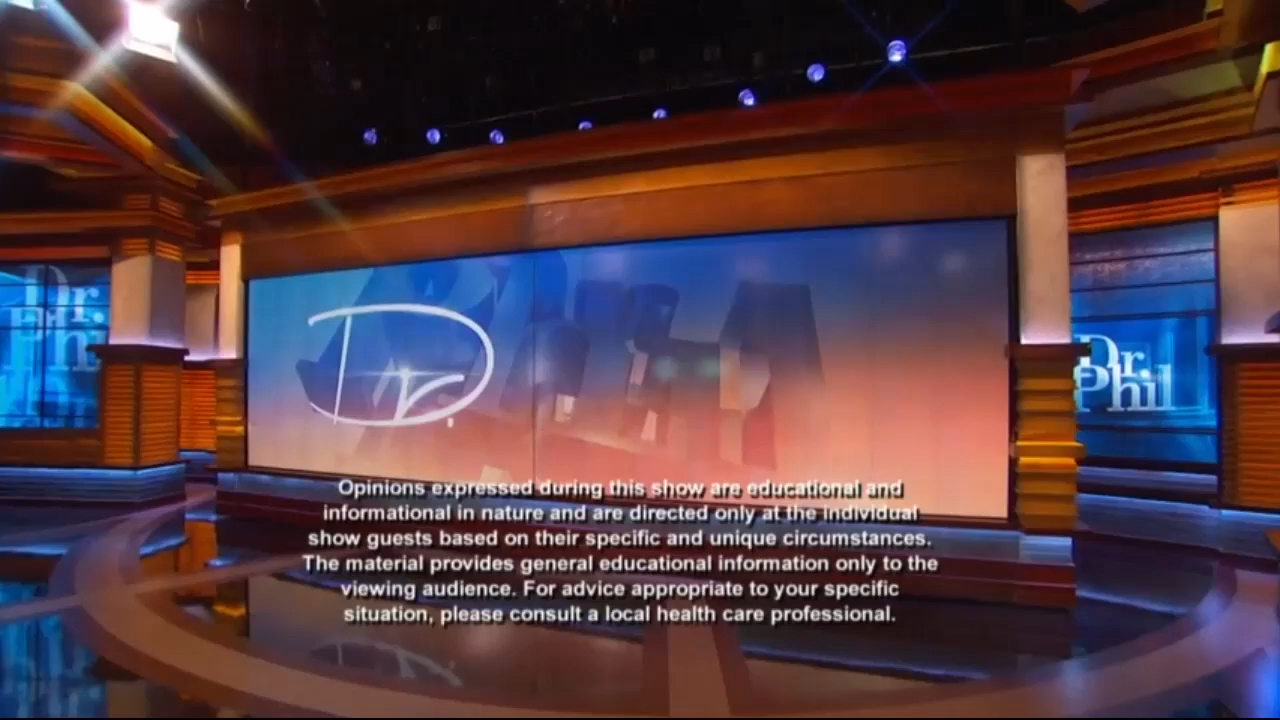 Dr.
Phil
Dr.
Dr.
Phil
Opinions expressed during this show are educational and
informational in nature and are directed only at the individual
show guests based on their specific and unique circumstances.
The material provides general educational information only to the
viewing audience. For advice appropriate to your specific
situation, please consult a local health care professional.